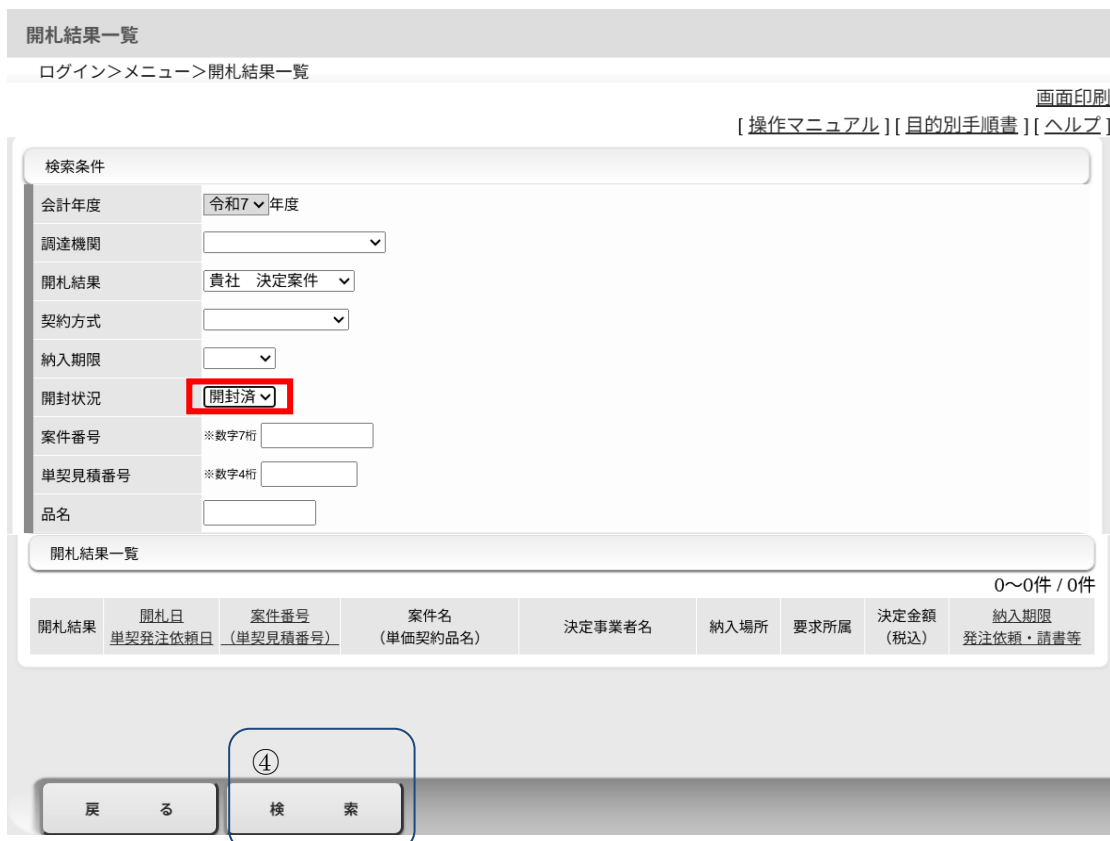 開札結果一覧
ログイン＞メニュー＞開札結果一覧
画面印刷
[ 操作マニュアル ] [ 目的別手順書 ] [ ヘルプ ]
検索条件
会計年度 令和7 年度
調達機関
開札結果 貴社　決定案件
契約方式
納入期限
開封状況 開封済
案件番号 ※数字7桁
単契見積番号 ※数字4桁
品名
開札結果一覧
0～0件 / 0件
開札結果 開札日 案件番号 案件名 決定事業者名 納入場所 要求所属 決定金額 納入期限
単契発注依頼日 （単契見積番号） （単価契約品名） （税込） 発注依頼・請書等
④
戻　る 検　索